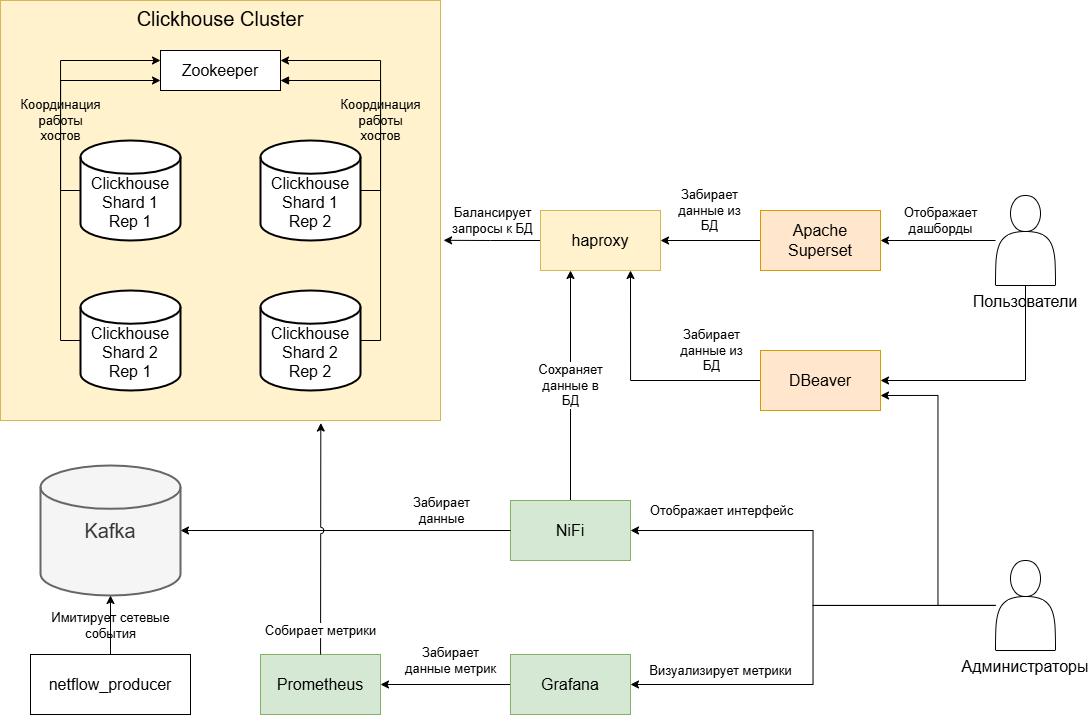 Clickhouse Cluster
Zookeeper
Координация
работы
хостов
Координация
работы
хостов
Clickhouse
Shard 1
Rep 1
Clickhouse
Shard 1
Rep 2
Clickhouse
Shard 2
Rep 1
Clickhouse
Shard 2
Rep 2
Балансирует
запросы к БД
haproxy
Забирает
данные из
БД
Apache
Superset
Отображает
дашборды
Пользователи
Забирает
данные из
БД
DBeaver
Сохраняет
данные в
БД
Kafka
Забирает
данные
NiFi
Отображает интерфейс
Имитирует сетевые
события
netflow_producer
Собирает метрики
Prometheus
Забирает
данные метрик
Grafana
Визуализирует метрики
Администраторы